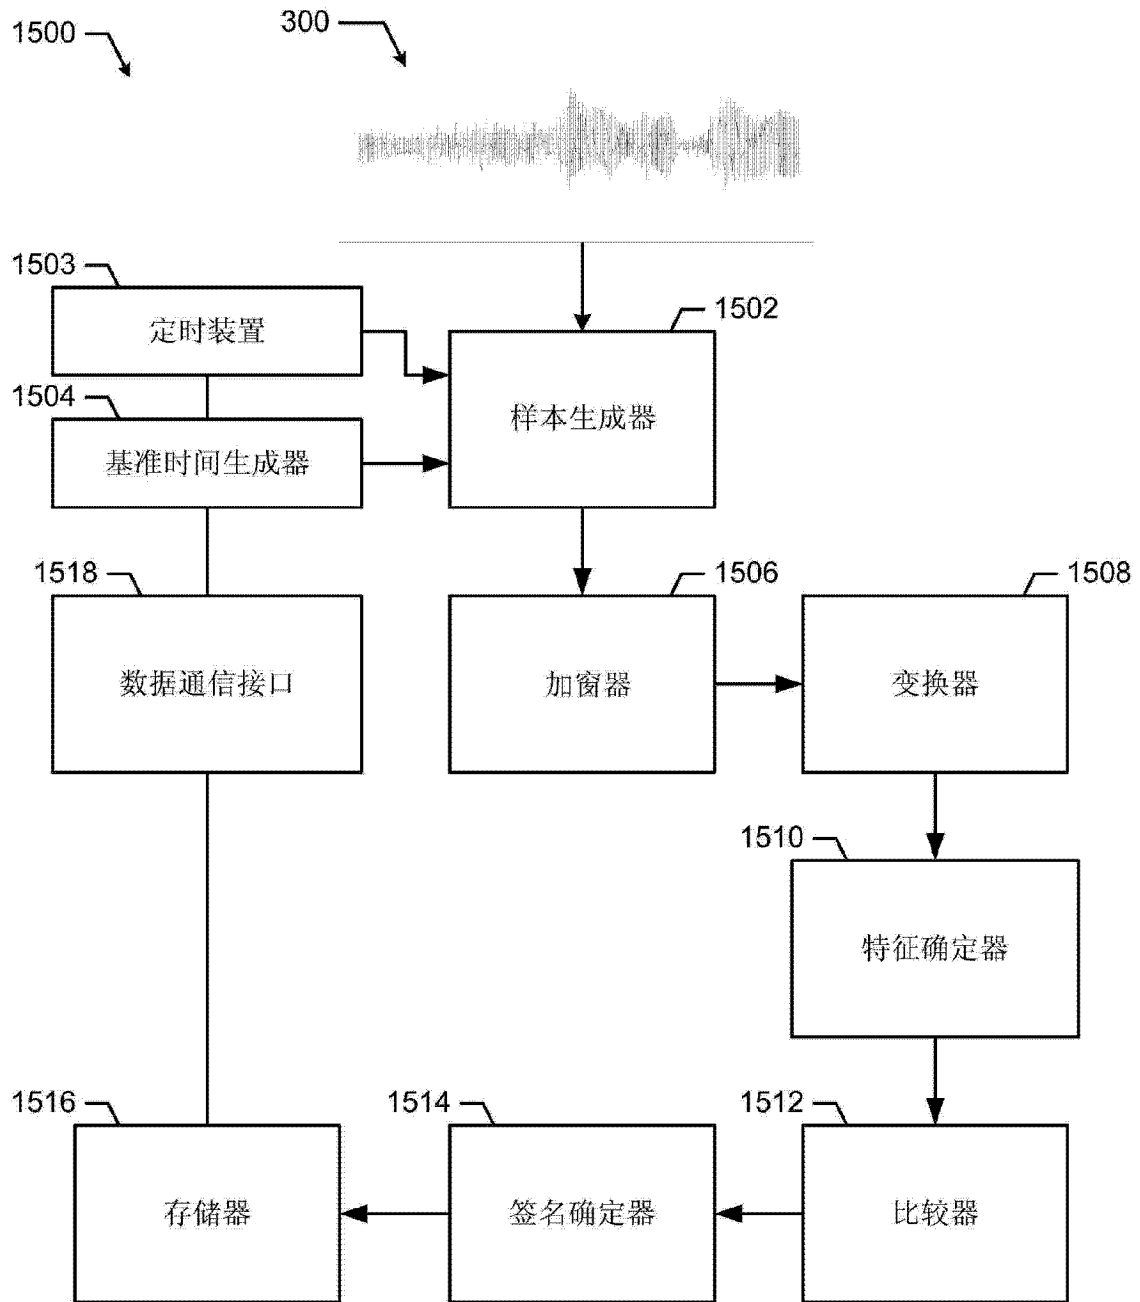 1500
300
1503
定时装置
1502
样本生成器
1504
基准时间生成器
1518
数据通信接口
1506
加窗器
1508
变换器
1510
特征确定器
1516
存储器
1514
签名确定器
1512
比较器